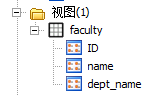 视图(1)
faculty
ID
name
dept_name